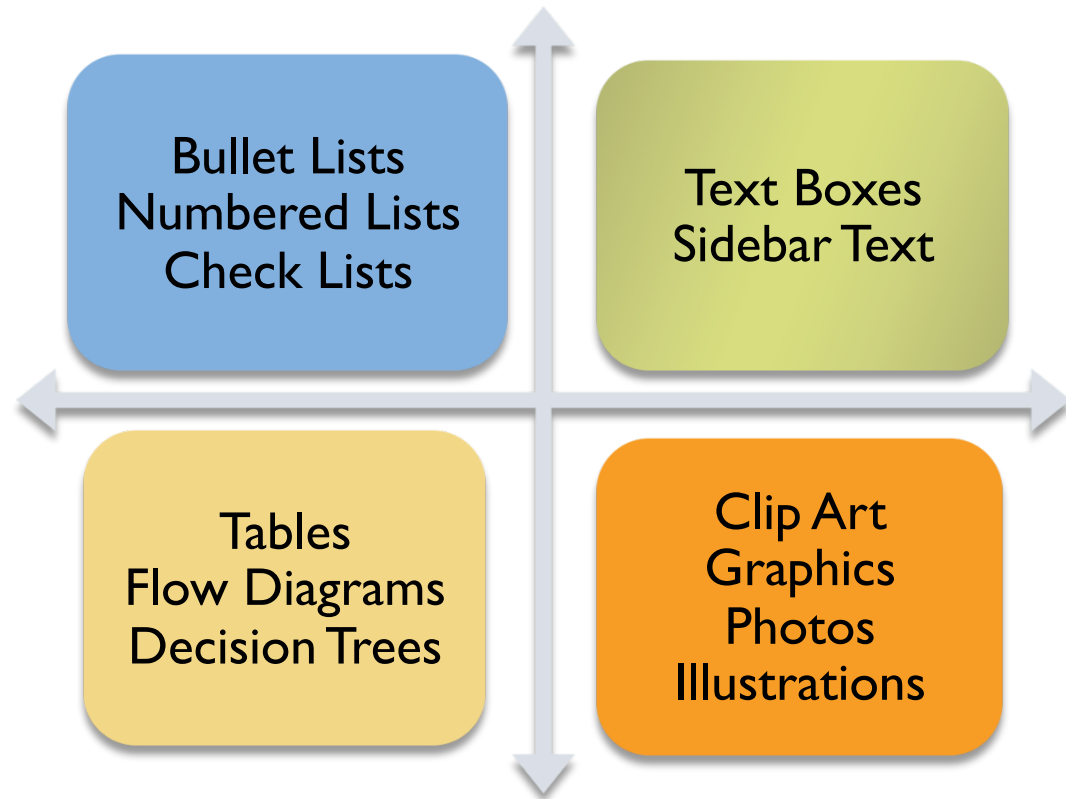 Bullet Lists
Numbered Lists
Check Lists
Text Boxes
Sidebar Text
Tables
Flow Diagrams
Decision Trees
Clip Art
Graphics
Photos
Illustrations